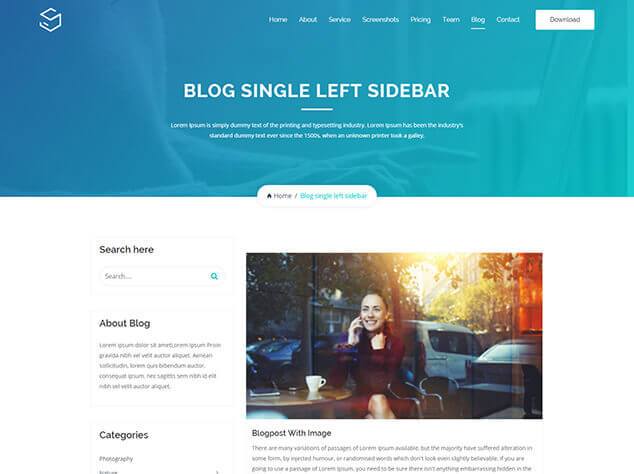 Home About Service Screenshots Pricing Team Blog Contact Download
BLOG SINGLE LEFT SIDEBAR
Lorem Ipsum is simply dummy text of the printing and typesetting industry. Lorem Ipsum has been the industry's
standard dummy text ever since the 1500s, when an unknown printer took a galley.
Home / Blog single left sidebar
Search here
Search....
About Blog
Lorem ipsum dolor sit ametLorem ipsum Proin
gravida nibh vel velit auctor aliquet. Aenean
sollicitudin, lorem quis bibendum auctor,
consequat ipsum, nec sagittis sem nibh id elit
nibh vel velit auctor aliquet.
Categories
Photography
Blogpost With Image
There are many variations of passages of Lorem Ipsum available, but the majority have suffered alteration in
some form, by injected humour, or randomised words which don't look even slightly believable. If you are
going to use a passage of Lorem Ipsum, you need to be sure there isn't anything embarrassing hidden in the